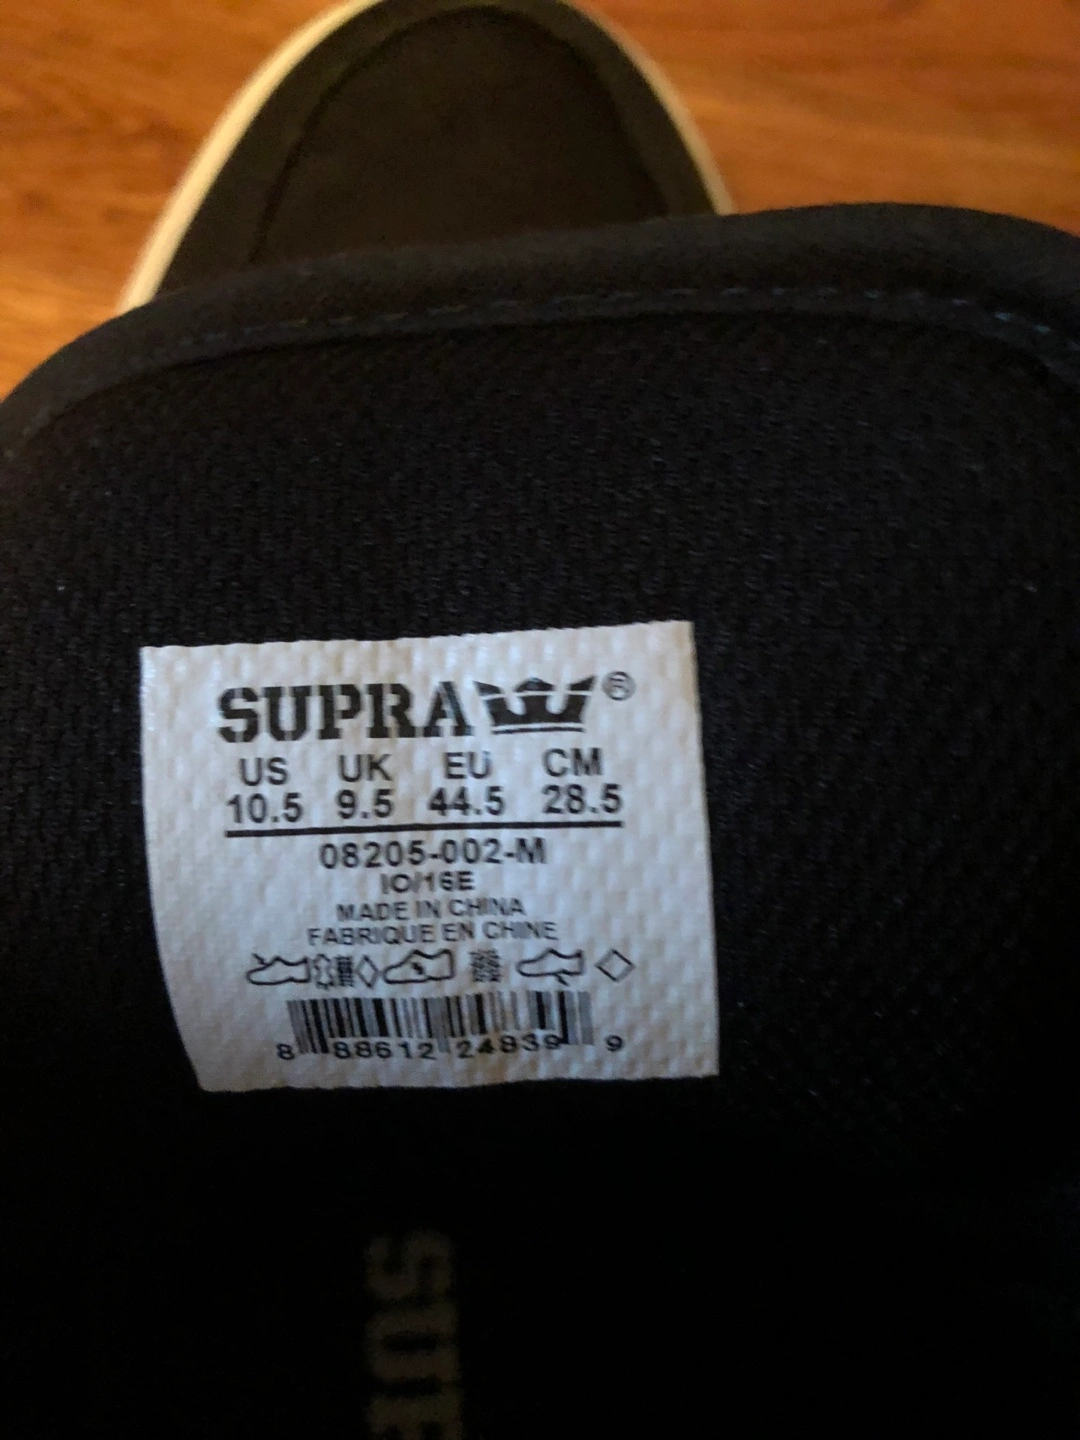 SUPRA ®
US UK EU CM
10.5 9.5 44.5 28.5
08205-002-M
IO/16E
MADE IN CHINA
FABRIQUE EN CHINE
8 88612 24839 9
SUP